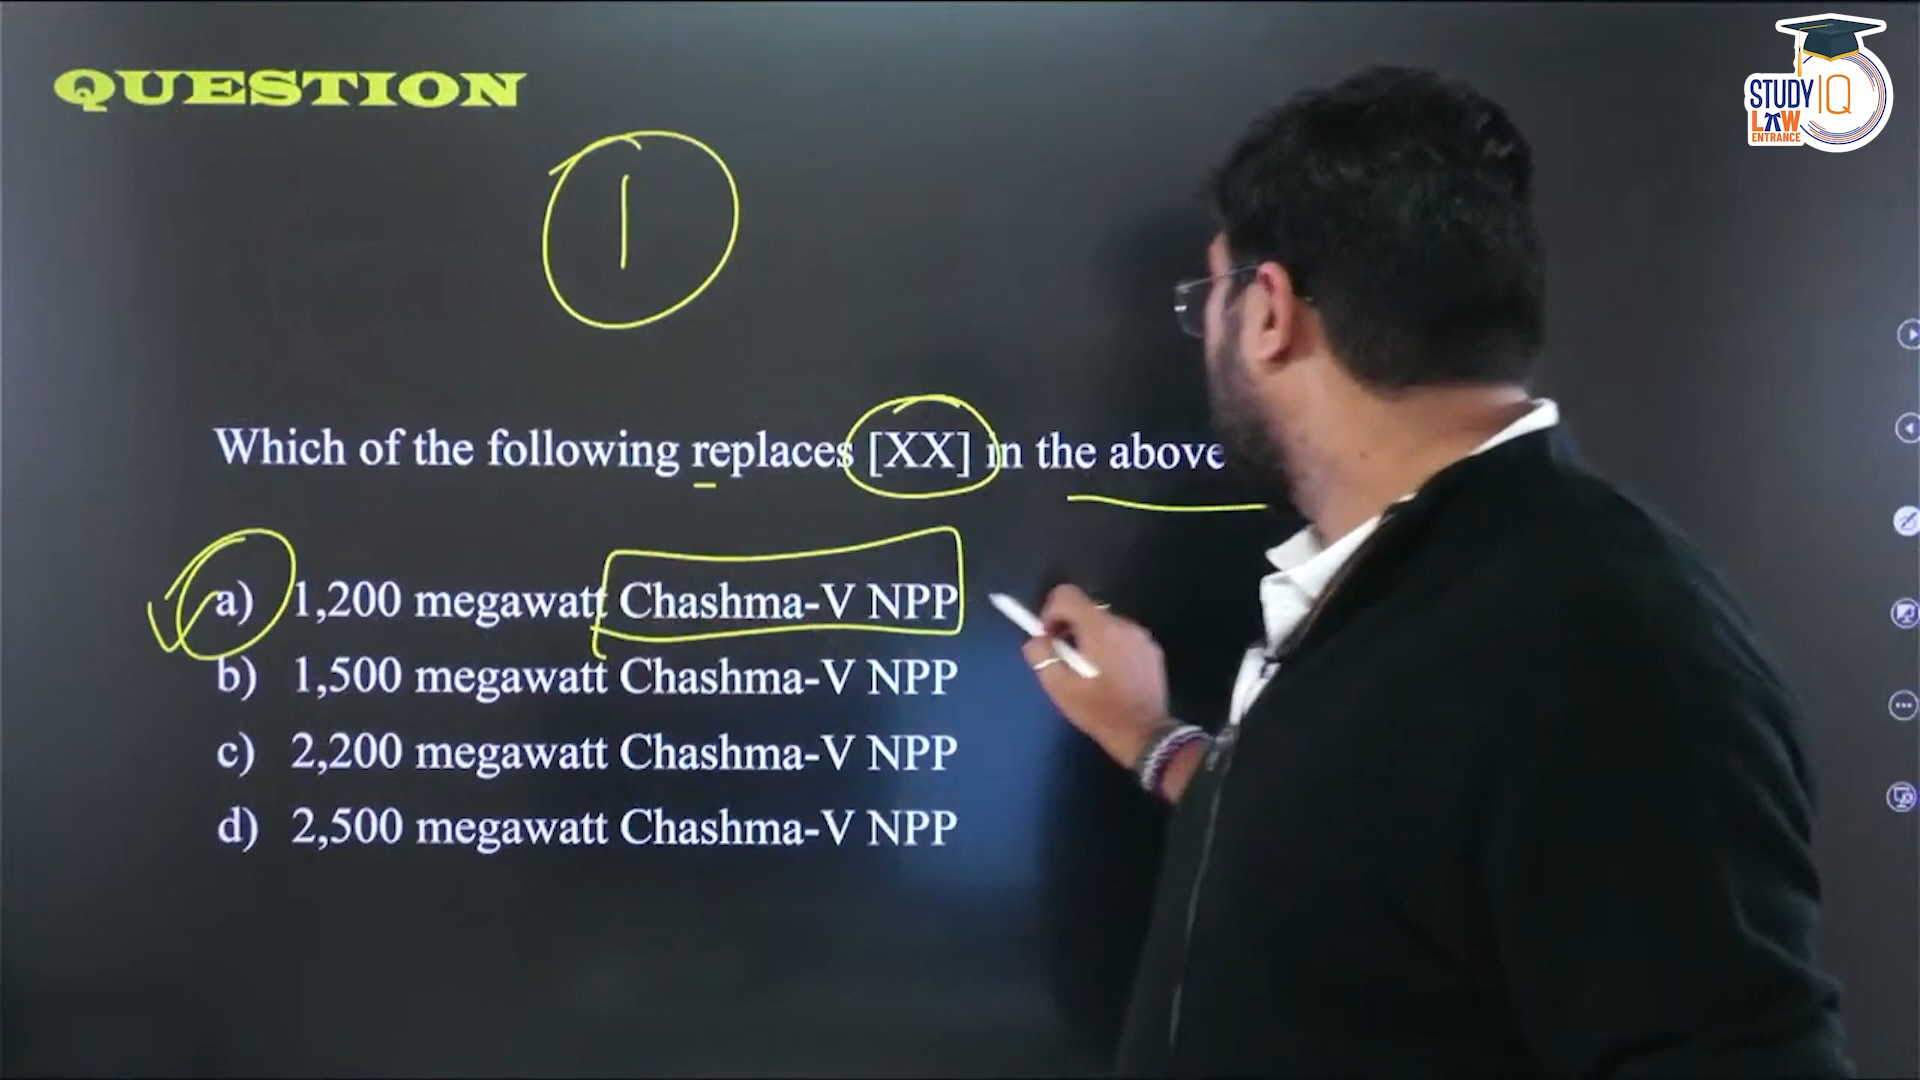 QUESTION
STUDY IQ
LAW
ENTRANCE
1
Which of the following replaces [XX] in the above
a) 1,200 megawatt Chashma-V NPP
b) 1,500 megawatt Chashma-V NPP
c) 2,200 megawatt Chashma-V NPP
d) 2,500 megawatt Chashma-V NPP